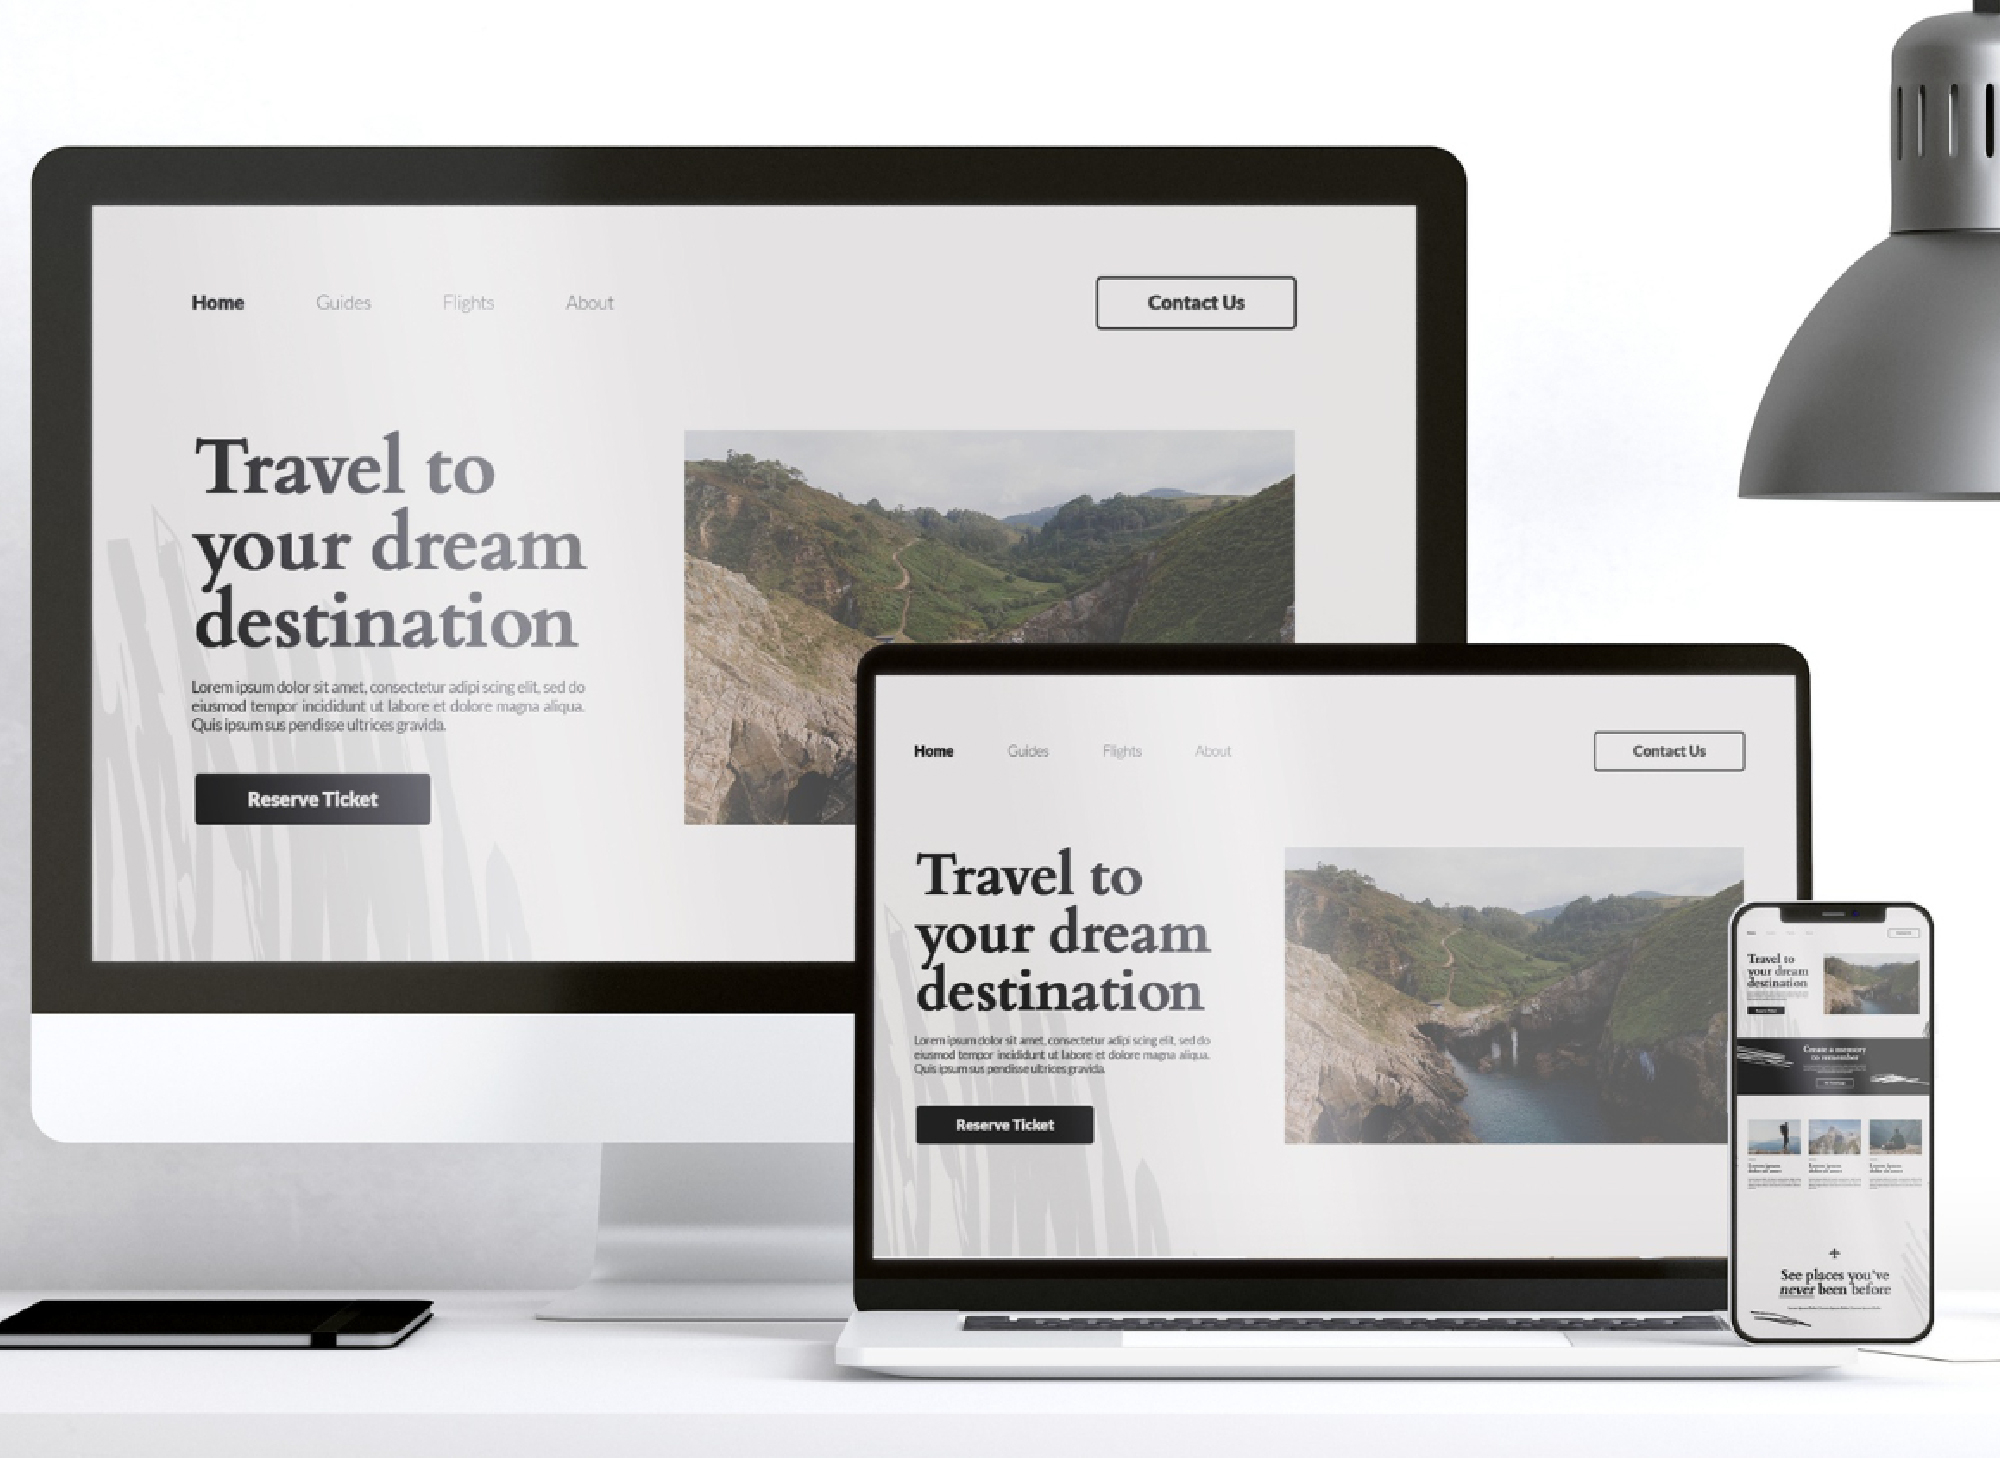 Home Guides Flights About Contact Us
Travel to
your dream
destination
Lorem ipsum dolor sit amet, consectetur adipi scing elit, sed do
eiusmod tempor incididunt ut labore et dolore magna aliqua.
Quis ipsum sus pendisse ultrices gravida.
Reserve Ticket
Home Guides Flights About Contact Us
Travel to
your dream
destination
Lorem ipsum dolor sit amet, consectetur adipi scing elit, sed do
eiusmod tempor incididunt ut labore et dolore magna aliqua.
Quis ipsum sus pendisse ultrices gravida.
Reserve Ticket
Travel to
your dream
destination
Create a memory
to remember
See places you've
never been before